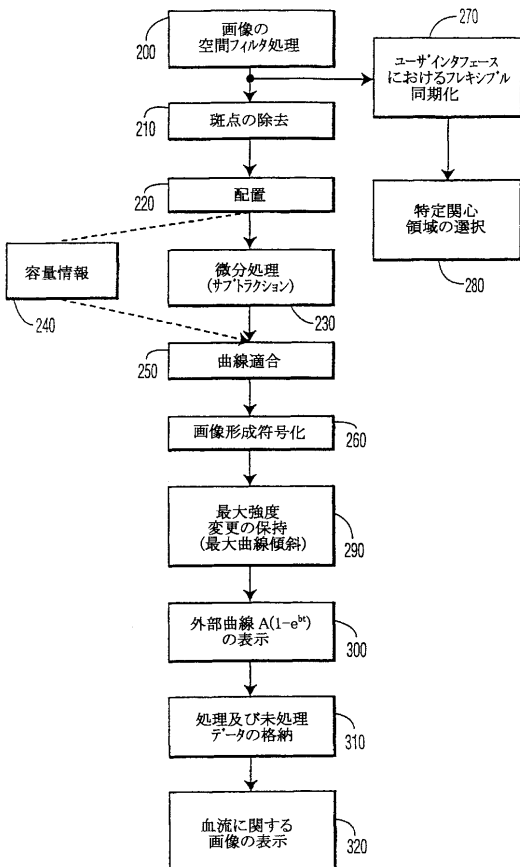 画像の
空間フィルタ処理
200
270
ユーザインタフェース
におけるフレキシブル
同期化
斑点の除去
210
配置
220
特定関心
領域の選択
280
容量情報
240
微分処理
(サブトラクション)
230
曲線適合
250
画像形成符号化
260
最大強度
変更の保持
(最大曲線傾斜)
290
外部曲線 A(1-e^bt)
の表示
300
処理及び未処理
データの格納
310
血流に関する
画像の表示
320